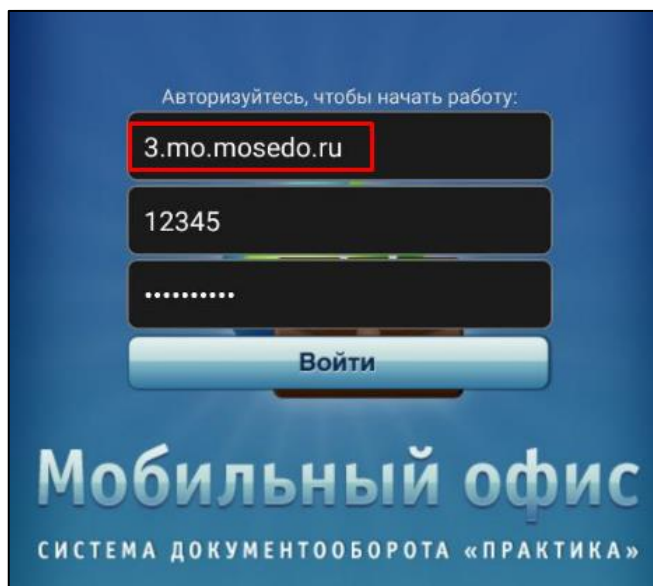 Авторизуйтесь, чтобы начать работу:
3.mo.mosedo.ru
12345
••••••••••
Войти
Мобильный офис
СИСТЕМА ДОКУМЕНТООБОРОТА «ПРАКТИКА»